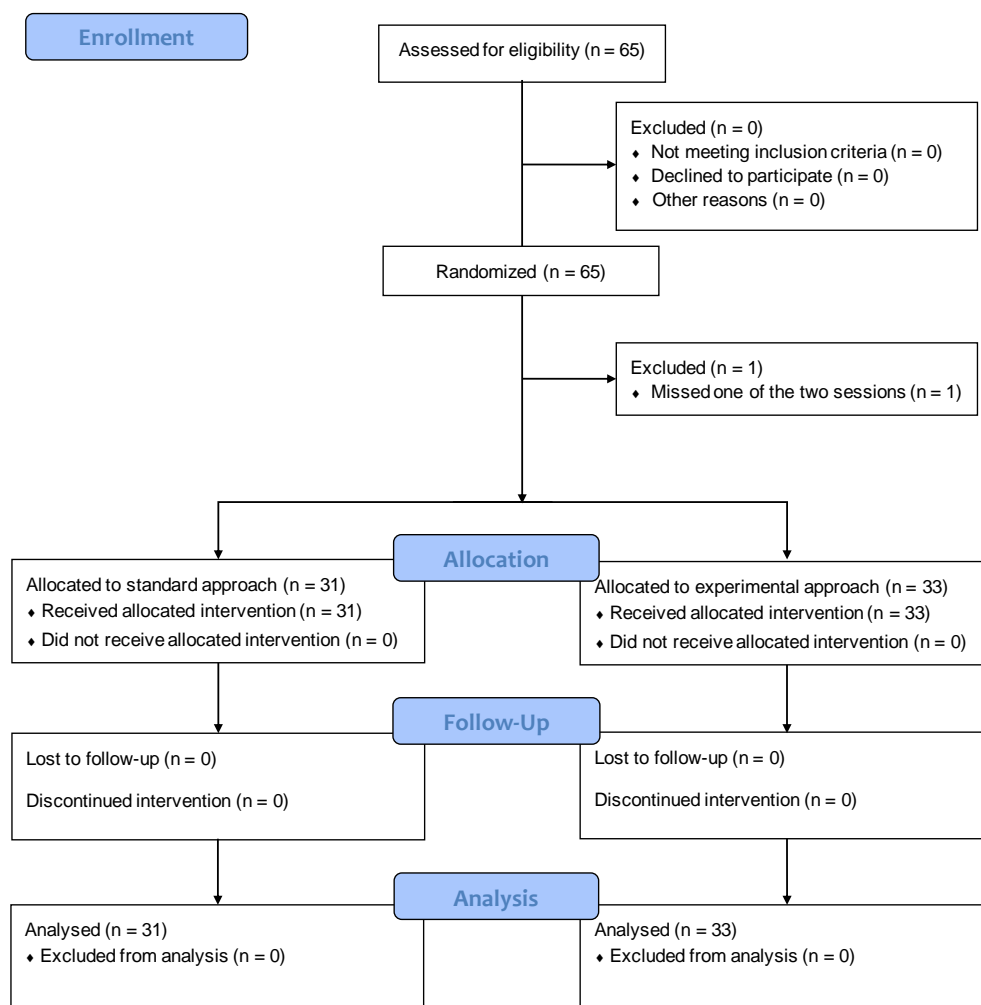 Enrollment
Assessed for eligibility (n = 65)
Excluded (n = 0)
♦ Not meeting inclusion criteria (n = 0)
♦ Declined to participate (n = 0)
♦ Other reasons (n = 0)
Randomized (n = 65)
Excluded (n = 1)
♦ Missed one of the two sessions (n = 1)
Allocation
Allocated to standard approach (n = 31)
♦ Received allocated intervention (n = 31)
♦ Did not receive allocated intervention (n = 0)
Allocated to experimental approach (n = 33)
♦ Received allocated intervention (n = 33)
♦ Did not receive allocated intervention (n = 0)
Follow-Up
Lost to follow-up (n = 0)
Discontinued intervention (n = 0)
Lost to follow-up (n = 0)
Discontinued intervention (n = 0)
Analysis
Analysed (n = 31)
♦ Excluded from analysis (n = 0)
Analysed (n = 33)
♦ Excluded from analysis (n = 0)